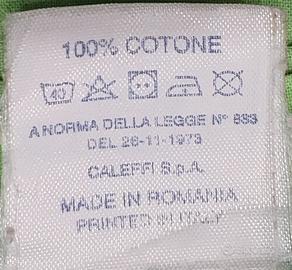 100% COTONE
40
A NORMA DELLA LEGGE N° 883
DEL 26-11-1973
CALEFFI S.p.A.
MADE IN ROMANIA
PRINTED IN ITALY